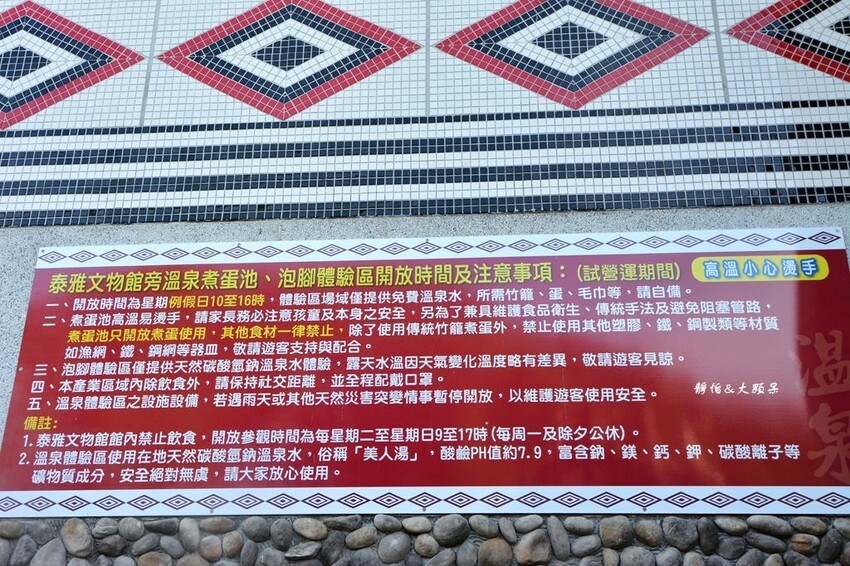 泰雅文物館旁溫泉煮蛋池、泡腳體驗區開放時間及注意事項：(試營運期間)
高溫小心燙手
一、開放時間為星期例假日10至16時，體驗區場域僅提供免費溫泉水，所需竹籠、蛋、毛巾等，請自備。
二、煮蛋池高溫易燙手，請家長務必注意孩童及本身之安全，另為了兼具維護食品衛生、傳統手法及避免阻塞管路，
煮蛋池只開放煮蛋使用，其他食材一律禁止，除了使用傳統竹籠煮蛋外，禁止使用其他塑膠、鐵、鋼製類等材質
如漁網、鐵、鋼網等器皿，敬請遊客支持與配合。
三、泡腳體驗區僅提供天然碳酸氫鈉溫泉水體驗，露天水溫因天氣變化溫度略有差異，敬請遊客見諒。
四、本產業區域內除飲食外，請保持社交距離，並全程配戴口罩。
五、溫泉體驗區之設施設備，若遇雨天或其他天然災害突變情事暫停開放，以維護遊客使用安全。
備註：
1.泰雅文物館館內禁止飲食，開放參觀時間為每星期二至星期日9至17時(每周一及除夕公休)。
2.溫泉體驗區使用在地天然碳酸氫鈉溫泉水，俗稱「美人湯」，酸鹼PH值約7.9，富含鈉、鎂、鈣、鉀、碳酸離子等
礦物質成分，安全絕對無虞，請大家放心使用。
溫泉
靜怡&大顆呆